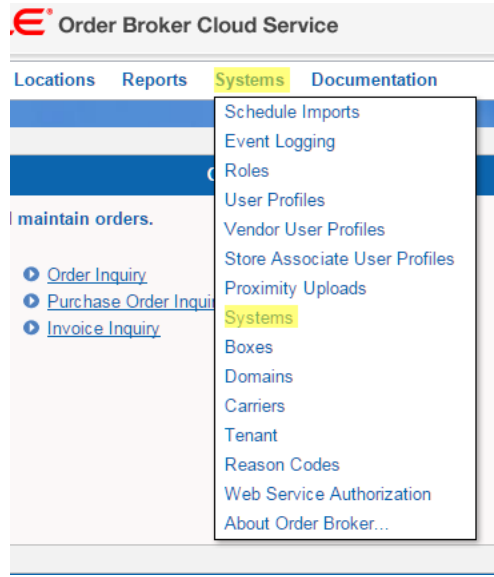 Order Broker Cloud Service
Locations Reports Systems Documentation
Schedule Imports
Event Logging
Roles
User Profiles
maintain orders.
Vendor User Profiles
Store Associate User Profiles
Order Inquiry
Proximity Uploads
Purchase Order Inqui
Systems
Invoice Inquiry
Boxes
Domains
Carriers
Tenant
Reason Codes
Web Service Authorization
About Order Broker...